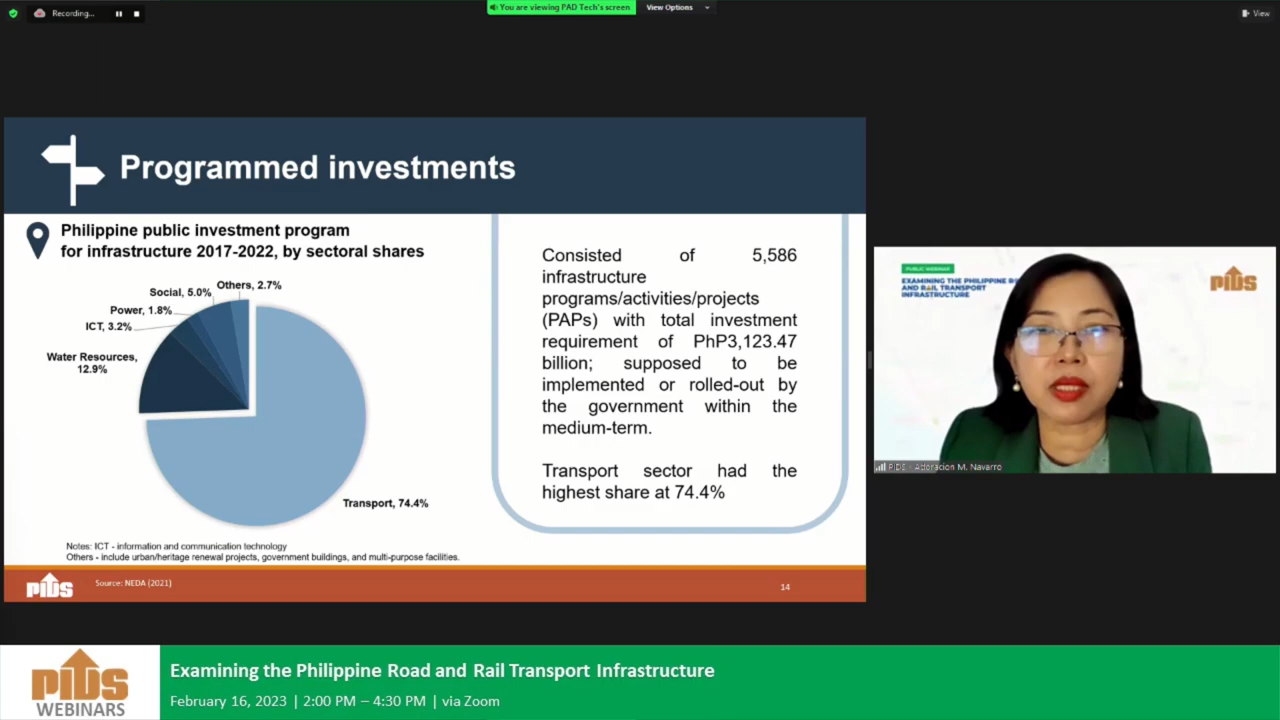 Recording...
You are viewing PAD Tech's screen
View Options
View
Programmed investments
Philippine public investment program
for infrastructure 2017-2022, by sectoral shares
Others, 2.7%
Social, 5.0%
Power, 1.8%
ICT, 3.2%
Water Resources,
12.9%
Transport, 74.4%
Notes: ICT - information and communication technology
Others - include urban/heritage renewal projects, government buildings, and multi-purpose facilities.
Consisted of 5,586
infrastructure
programs/activities/projects
(PAPs) with total investment
requirement of PhP3,123.47
billion; supposed to be
implemented or rolled-out by
the government within the
medium-term.
Transport sector had the
highest share at 74.4%
PIDS
Source: NEDA (2021)
14
PUBLIC WEBINAR
EXAMINING THE PHILIPPINE
AND RAIL TRANSPORT
INFRASTRUCTURE
PIDS
PIDS - Adoracion M. Navarro
PIDS
WEBINARS
Examining the Philippine Road and Rail Transport Infrastructure
February 16, 2023 | 2:00 PM – 4:30 PM | via Zoom